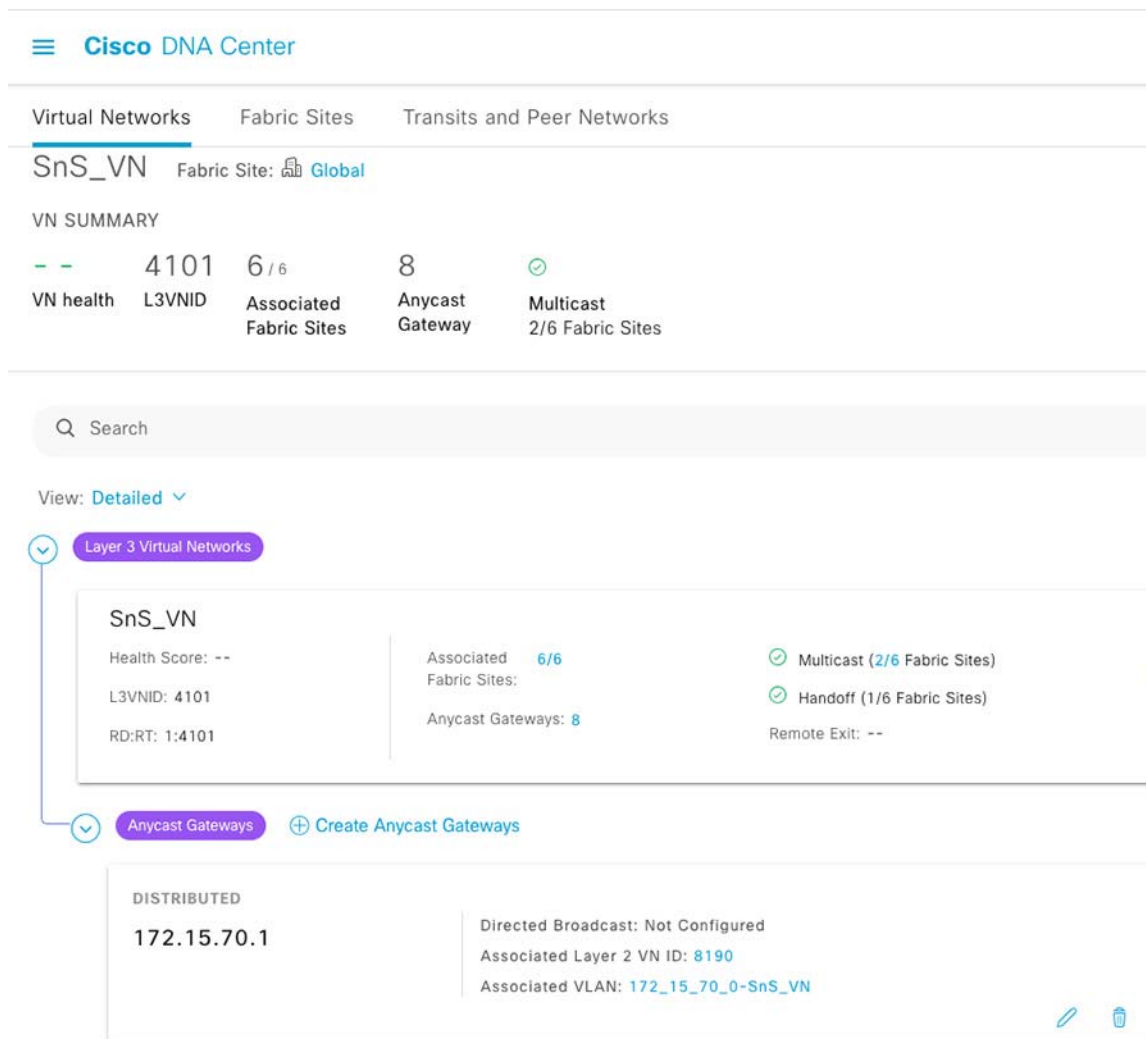 Cisco DNA Center
Virtual Networks Fabric Sites Transits and Peer Networks
SnS_VN Fabric Site: Global
VN SUMMARY
-- 4101 6 / 6 8
VN health L3VNID Associated Fabric Sites Anycast Gateway Multicast
2/6 Fabric Sites
Search
View: Detailed
Layer 3 Virtual Networks
SnS_VN
Health Score: --
L3VNID: 4101
RD:RT: 1:4101
Associated Fabric Sites: 6/6
Anycast Gateways: 8
Multicast (2/6 Fabric Sites)
Handoff (1/6 Fabric Sites)
Remote Exit: --
Anycast Gateways Create Anycast Gateways
DISTRIBUTED
172.15.70.1
Directed Broadcast: Not Configured
Associated Layer 2 VN ID: 8190
Associated VLAN: 172_15_70_0-SnS_VN